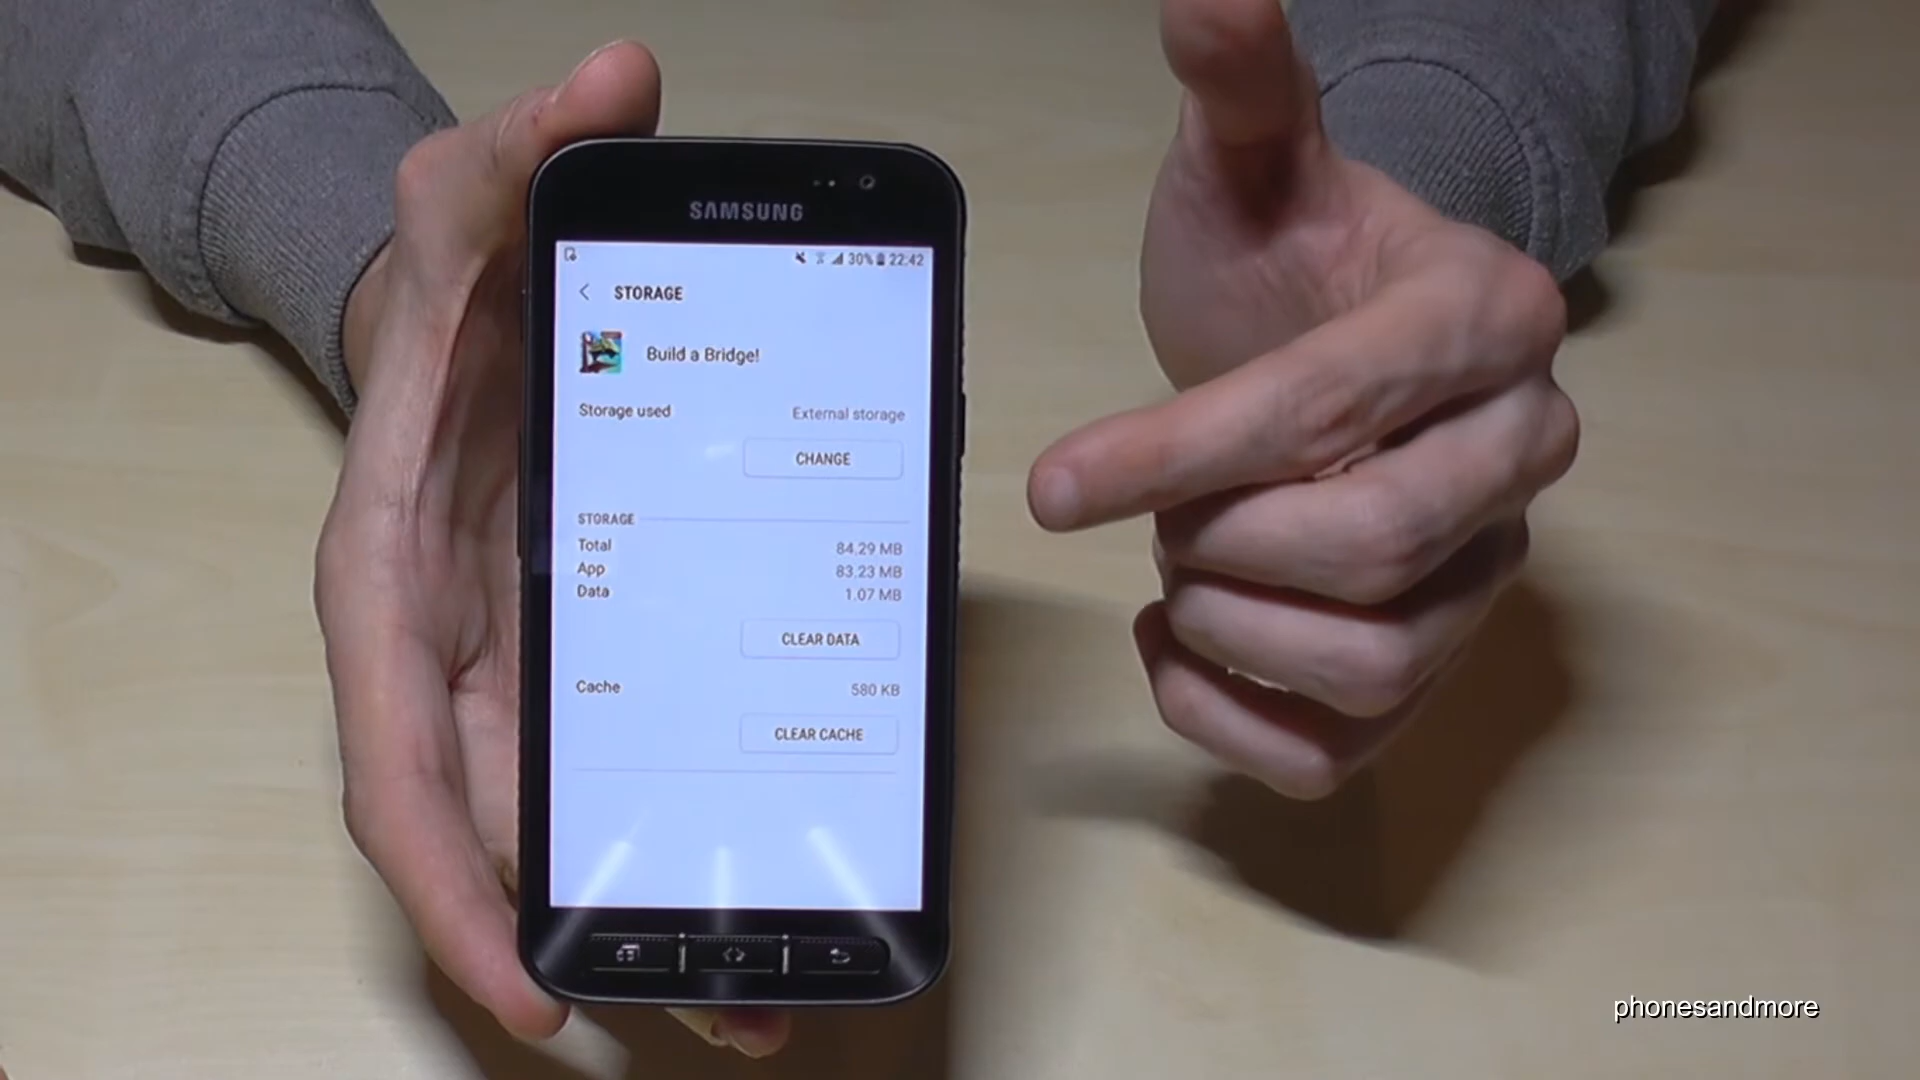 SAMSUNG
30% 22:42
STORAGE
Build a Bridge!
Storage used External storage
CHANGE
STORAGE
Total 84.29 MB
App 83.23 MB
Data 1.07 MB
CLEAR DATA
Cache 580 KB
CLEAR CACHE
phonesandmore